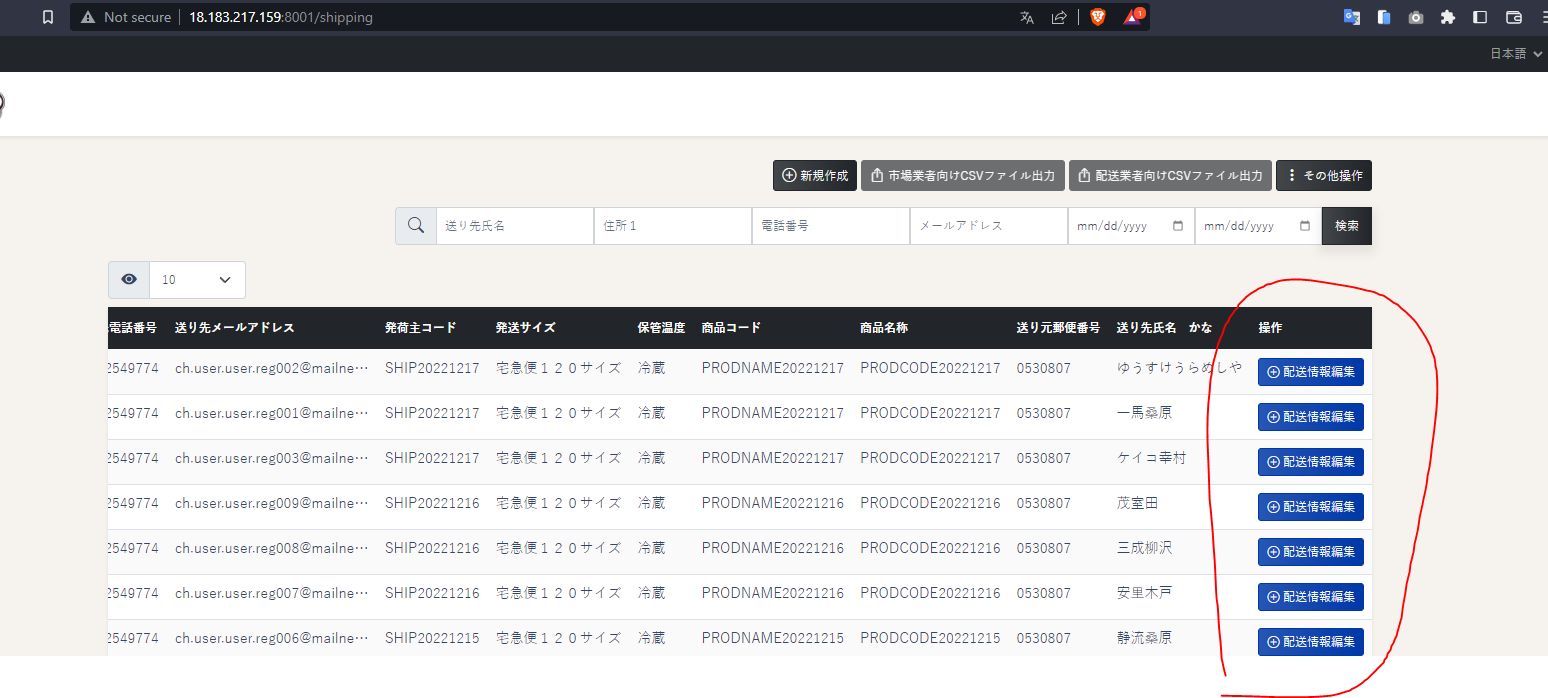 Not secure 18.183.217.159:8001/shipping
1
日本語
新規作成 市場業者向けCSVファイル出力 配送業者向けCSVファイル出力 その他操作
送り先氏名 住所１ 電話番号 メールアドレス mm/dd/yyyy mm/dd/yyyy 検索
10
電話番号 送り先メールアドレス 発荷主コード 発送サイズ 保管温度 商品コード 商品名称 送り元郵便番号 送り先氏名 かな 操作
2549774 ch.user.user.reg002@mailne… SHIP20221217 宅急便１２０サイズ 冷蔵 PRODNAME20221217 PRODCODE20221217 0530807 ゆうすけうらめしや 配送情報編集
2549774 ch.user.user.reg001@mailne… SHIP20221217 宅急便１２０サイズ 冷蔵 PRODNAME20221217 PRODCODE20221217 0530807 一馬桑原 配送情報編集
2549774 ch.user.user.reg003@mailne… SHIP20221217 宅急便１２０サイズ 冷蔵 PRODNAME20221217 PRODCODE20221217 0530807 ケイコ幸村 配送情報編集
2549774 ch.user.user.reg009@mailne… SHIP20221216 宅急便１２０サイズ 冷蔵 PRODNAME20221216 PRODCODE20221216 0530807 茂室田 配送情報編集
2549774 ch.user.user.reg008@mailne… SHIP20221216 宅急便１２０サイズ 冷蔵 PRODNAME20221216 PRODCODE20221216 0530807 三成柳沢 配送情報編集
2549774 ch.user.user.reg007@mailne… SHIP20221216 宅急便１２０サイズ 冷蔵 PRODNAME20221216 PRODCODE20221216 0530807 安里木戸 配送情報編集
2549774 ch.user.user.reg006@mailne… SHIP20221215 宅急便１２０サイズ 冷蔵 PRODNAME20221215 PRODCODE20221215 0530807 静流桑原 配送情報編集